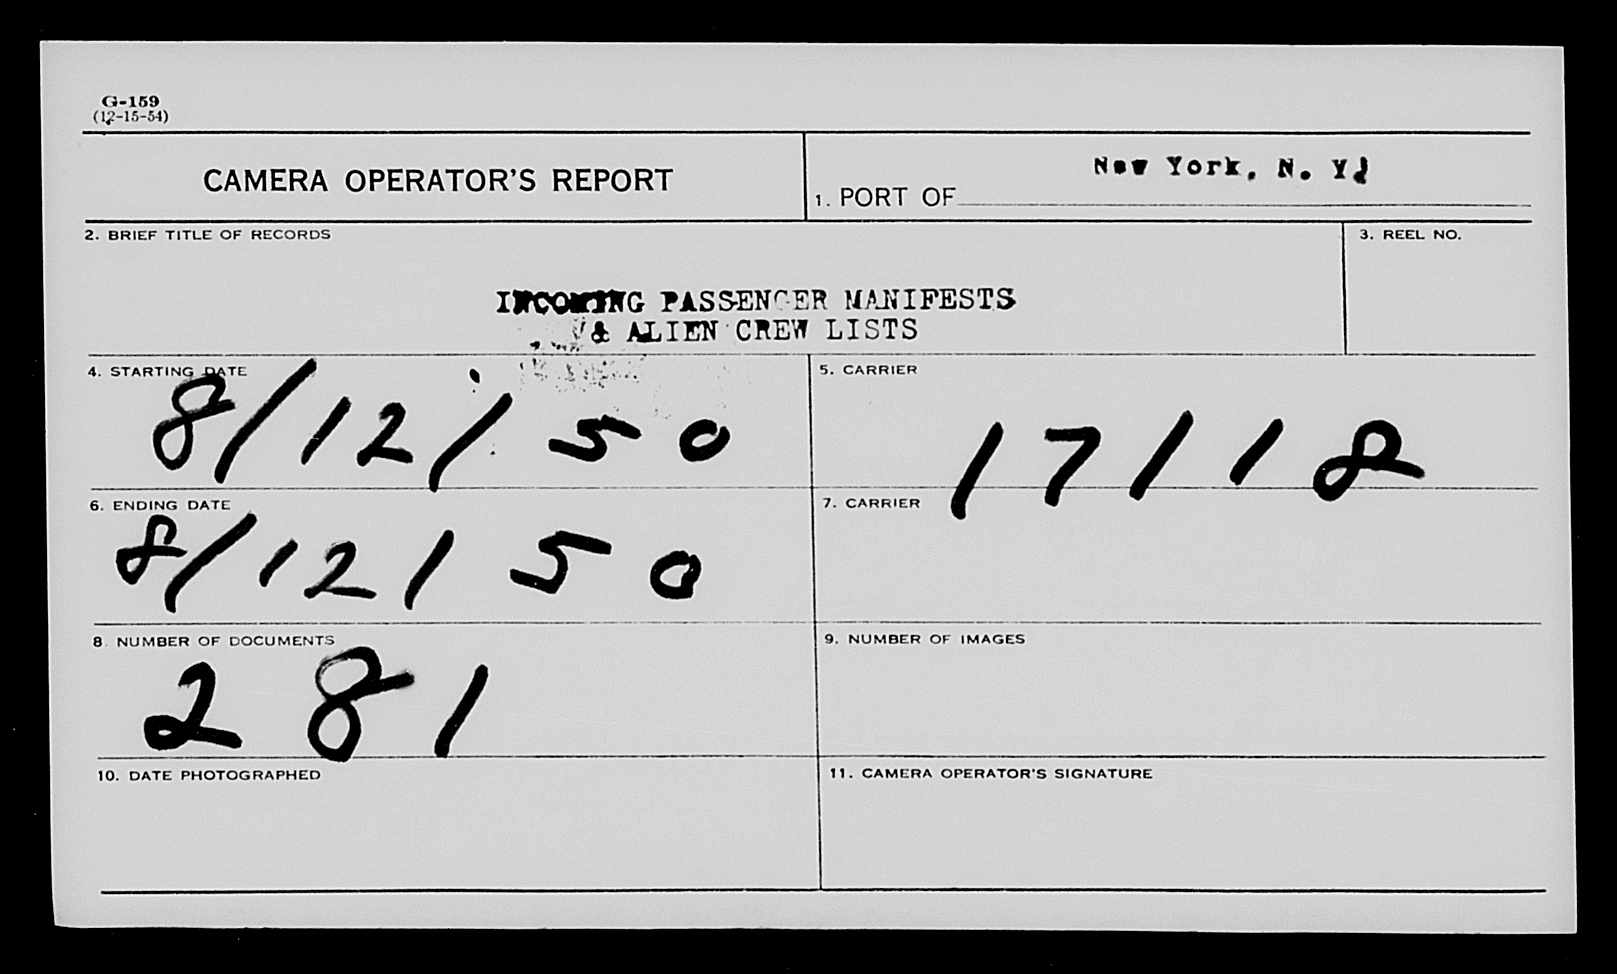 G-159
(12-15-54)
CAMERA OPERATOR'S REPORT
1. PORT OF New York, N. Y.
2. BRIEF TITLE OF RECORDS
3. REEL NO.
INCOMING PASSENGER MANIFESTS
& ALIEN CREW LISTS
4. STARTING DATE
8/12/50
5. CARRIER
17118
6. ENDING DATE
8/12/50
7. CARRIER
8. NUMBER OF DOCUMENTS
281
9. NUMBER OF IMAGES
10. DATE PHOTOGRAPHED
11. CAMERA OPERATOR'S SIGNATURE